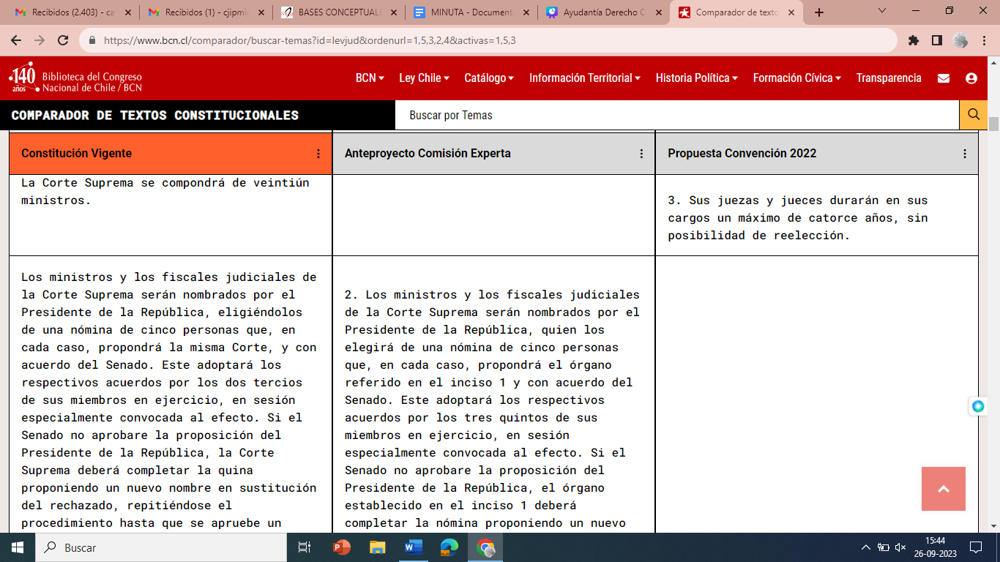 Recibidos (2.403) - ca
Recibidos (1) - cjipmig
BASES CONCEPTUAL
MINUTA - Document
Ayudantía Derecho C
Comparador de texto
https://www.bcn.cl/comparador/buscar-temas?id=levjud&ordenurl=1,5,3,2,4&activas=1,5,3
140
años
Biblioteca del Congreso
Nacional de Chile / BCN
BCN
Ley Chile
Catálogo
Información Territorial
Historia Política
Formación Cívica
Transparencia
COMPARADOR DE TEXTOS CONSTITUCIONALES
Buscar por Temas
Constitución Vigente
Anteproyecto Comisión Experta
Propuesta Convención 2022
La Corte Suprema se compondrá de veintiún
ministros.
3. Sus juezas y jueces durarán en sus
cargos un máximo de catorce años, sin
posibilidad de reelección.
Los ministros y los fiscales judiciales de
la Corte Suprema serán nombrados por el
Presidente de la República, eligiéndolos
de una nómina de cinco personas que, en
cada caso, propondrá la misma Corte, y con
acuerdo del Senado. Este adoptará los
respectivos acuerdos por los dos tercios
de sus miembros en ejercicio, en sesión
especialmente convocada al efecto. Si el
Senado no aprobare la proposición del
Presidente de la República, la Corte
Suprema deberá completar la quina
proponiendo un nuevo nombre en sustitución
del rechazado, repitiéndose el
procedimiento hasta que se apruebe un
2. Los ministros y los fiscales judiciales
de la Corte Suprema serán nombrados por el
Presidente de la República, quien los
elegirá de una nómina de cinco personas
que, en cada caso, propondrá el órgano
referido en el inciso 1 y con acuerdo del
Senado. Este adoptará los respectivos
acuerdos por los tres quintos de sus
miembros en ejercicio, en sesión
especialmente convocada al efecto. Si el
Senado no aprobare la proposición del
Presidente de la República, el órgano
establecido en el inciso 1 deberá
completar la nómina proponiendo un nuevo
Buscar
15:44
26-09-2023